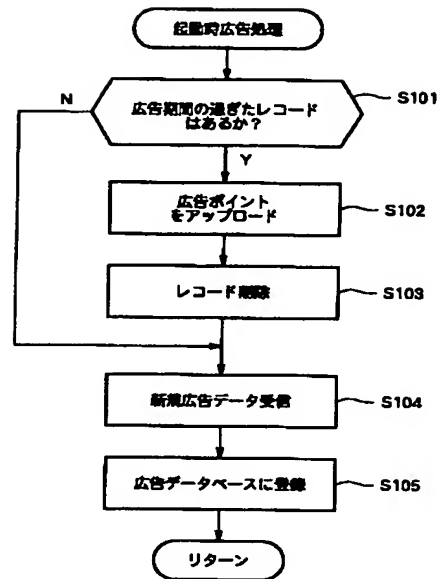 起動時広告処理
N
広告期間の過ぎたレコード
はあるか?
S101
Y
広告ポイント
をアップロード
S102
レコード削除
S103
新規広告データ受信
S104
広告データベースに登録
S105
リターン